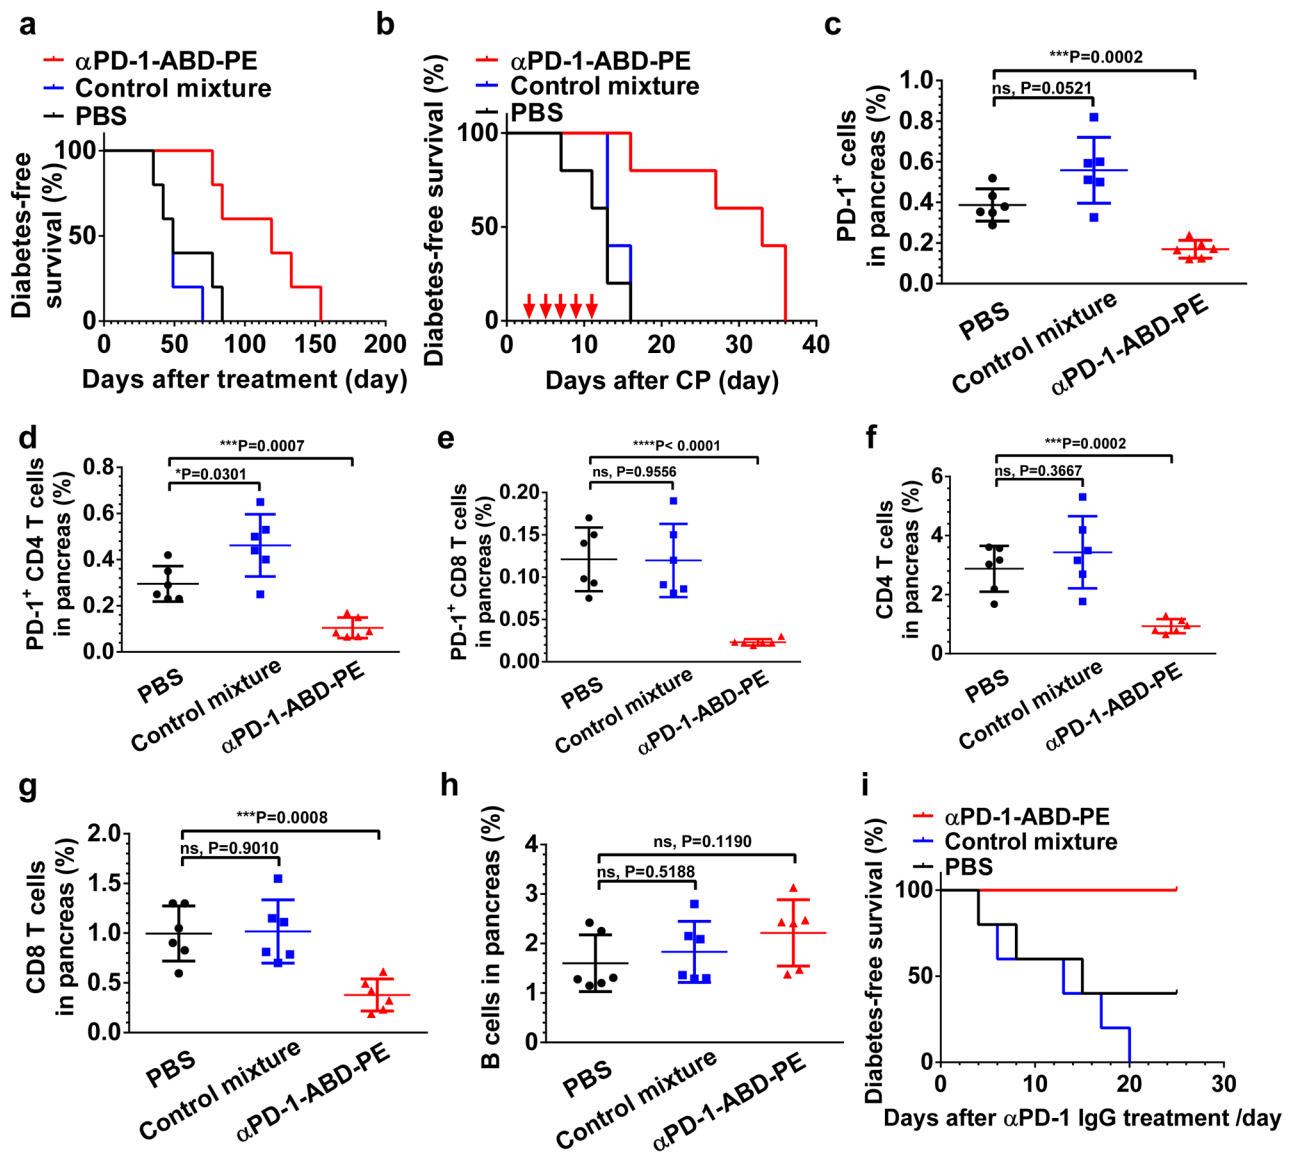 a
αPD-1-ABD-PE
Control mixture
PBS
Diabetes-free
survival (%)
100
50
0
0 50 100 150 200
Days after treatment (day)
b
αPD-1-ABD-PE
Control mixture
PBS
Diabetes-free survival (%)
100
50
0
0 10 20 30 40
Days after CP (day)
c
***P=0.0002
ns, P=0.0521
PD-1+ cells
in pancreas (%)
1.0
0.8
0.6
0.4
0.2
0.0
PBS
Control mixture
αPD-1-ABD-PE
d
***P=0.0007
*P=0.0301
PD-1+ CD4 T cells
in pancreas (%)
0.8
0.6
0.4
0.2
0.0
PBS
Control mixture
αPD-1-ABD-PE
e
****P< 0.0001
ns, P=0.9556
PD-1+ CD8 T cells
in pancreas (%)
0.20
0.15
0.10
0.05
0.00
PBS
Control mixture
αPD-1-ABD-PE
f
***P=0.0002
ns, P=0.3667
CD4 T cells
in pancreas (%)
6
4
2
0
PBS
Control mixture
αPD-1-ABD-PE
g
***P=0.0008
ns, P=0.9010
CD8 T cells
in pancreas (%)
2.0
1.5
1.0
0.5
0.0
PBS
Control mixture
αPD-1-ABD-PE
h
ns, P=0.1190
ns, P=0.5188
B cells in pancreas (%)
4
3
2
1
0
PBS
Control mixture
αPD-1-ABD-PE
i
αPD-1-ABD-PE
Control mixture
PBS
Diabetes-free survival (%)
100
50
0
0 10 20 30
Days after αPD-1 IgG treatment /day